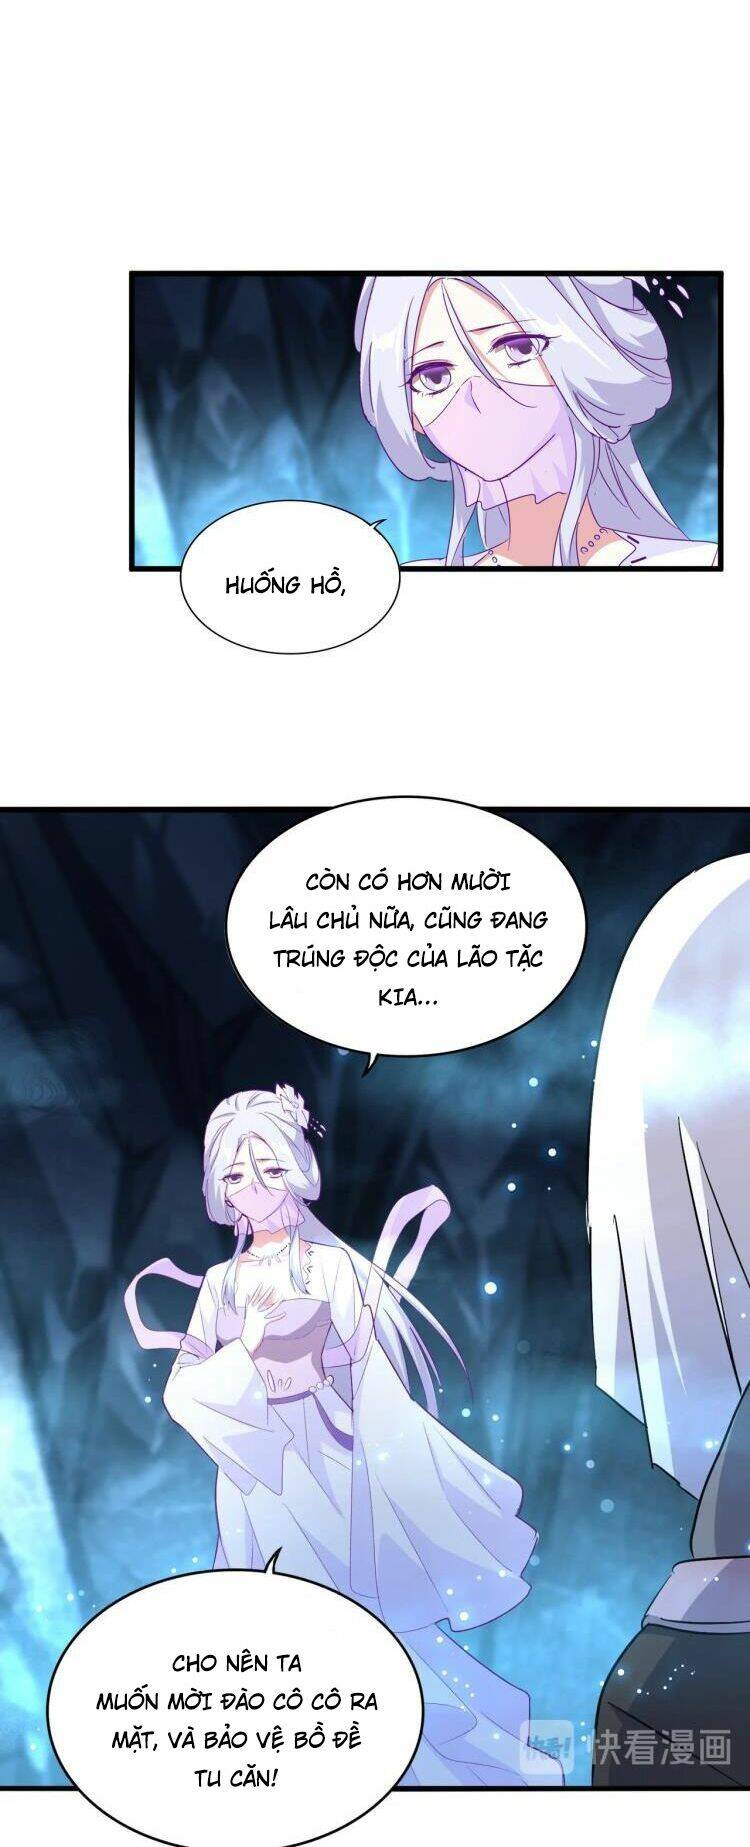 HUỐNG HỒ,
CÒN CÓ HƠN MƯỜI
LÂU CHỦ NỮA, CŨNG ĐANG
TRÚNG ĐỘC CỦA LÃO TẶC
KIA...
CHO NÊN TA
MUỐN MỜI ĐÀO CÔ CÔ RA
MẶT, VÀ BẢO VỆ BỒ ĐỀ
TU CĂN!
快看! 快看漫画